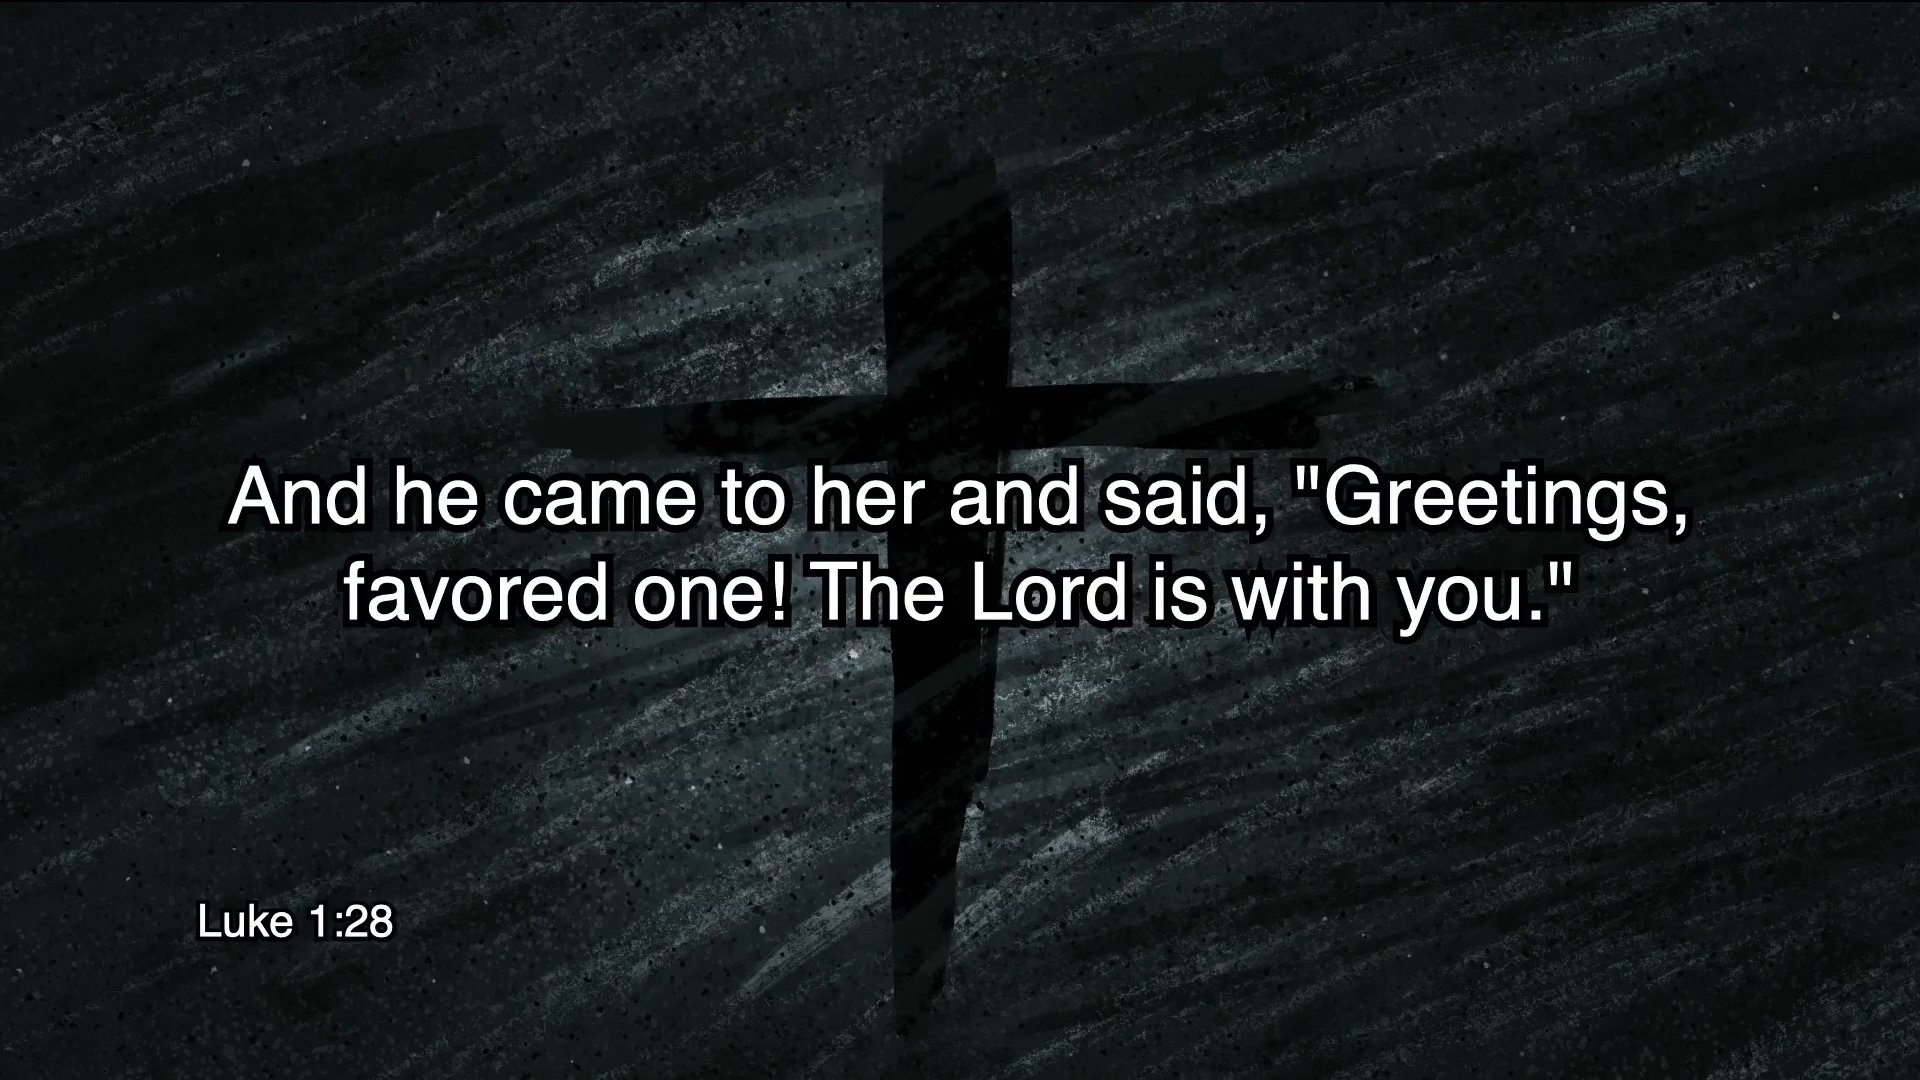 And he came to her and said, "Greetings,
favored one! The Lord is with you."
Luke 1:28